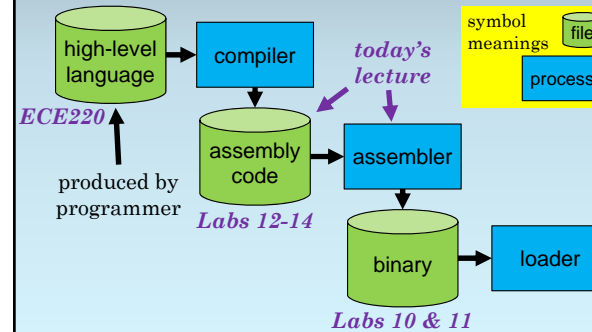 high-level
language
compiler
today's
lecture
symbol
meanings
file
process
ECE220
produced by
programmer
assembly
code
assembler
Labs 12-14
binary
loader
Labs 10 & 11